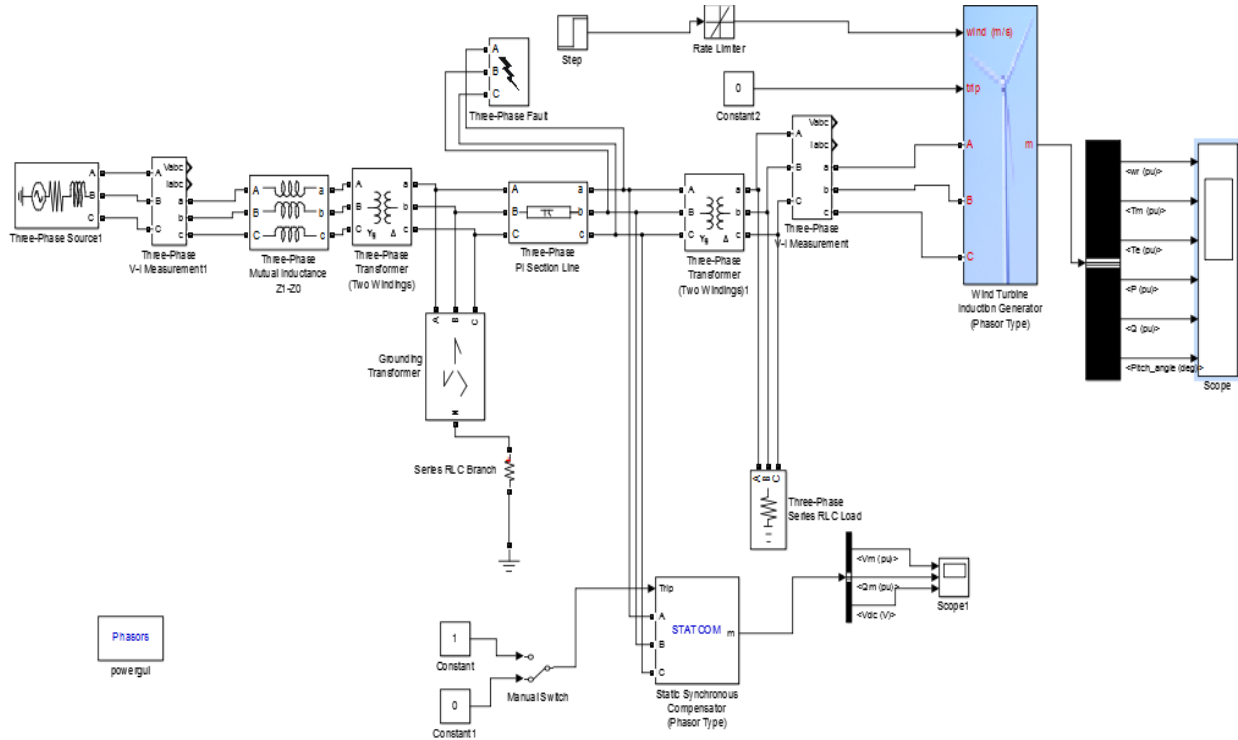 A
B
C
Three-Phase Fault
Step
Rate Limiter
0
Constant2
wind (m/s)
trip
A
B
C
m
Wind Turbine
Induction Generator
(Phasor Type)
<wr (pu)>
<Tm (pu)>
<Te (pu)>
<P (pu)>
<Q (pu)>
<Pitch_angle (deg)>
Scope
A
B
C
Three-Phase Source1
Vabc
Iabc
A
B
C
a
b
c
Three-Phase
V-I Measurement1
A
B
C
a
b
c
Three-Phase
Mutual Inductance
Z1-Z0
A
B
C
a
b
c
Yg
Δ
Three-Phase
Transformer
(Two Windings)
A
B
C
a
b
c
Three-Phase
PI Section Line
A
B
C
a
b
c
Yg
Δ
Three-Phase
Transformer
(Two Windings)1
Vabc
Iabc
A
B
C
a
b
c
Three-Phase
V-I Measurement
A
B
C
Grounding
Transformer
Series RLC Branch
A
B
C
Three-Phase
Series RLC Load
Phasors
powergui
1
Constant
0
Constant1
Manual Switch
Trip
A
B
C
STATCOM
m
Static Synchronous
Compensator
(Phasor Type)
<Vm (pu)>
<Qm (pu)>
<Vdc (V)>
Scope1